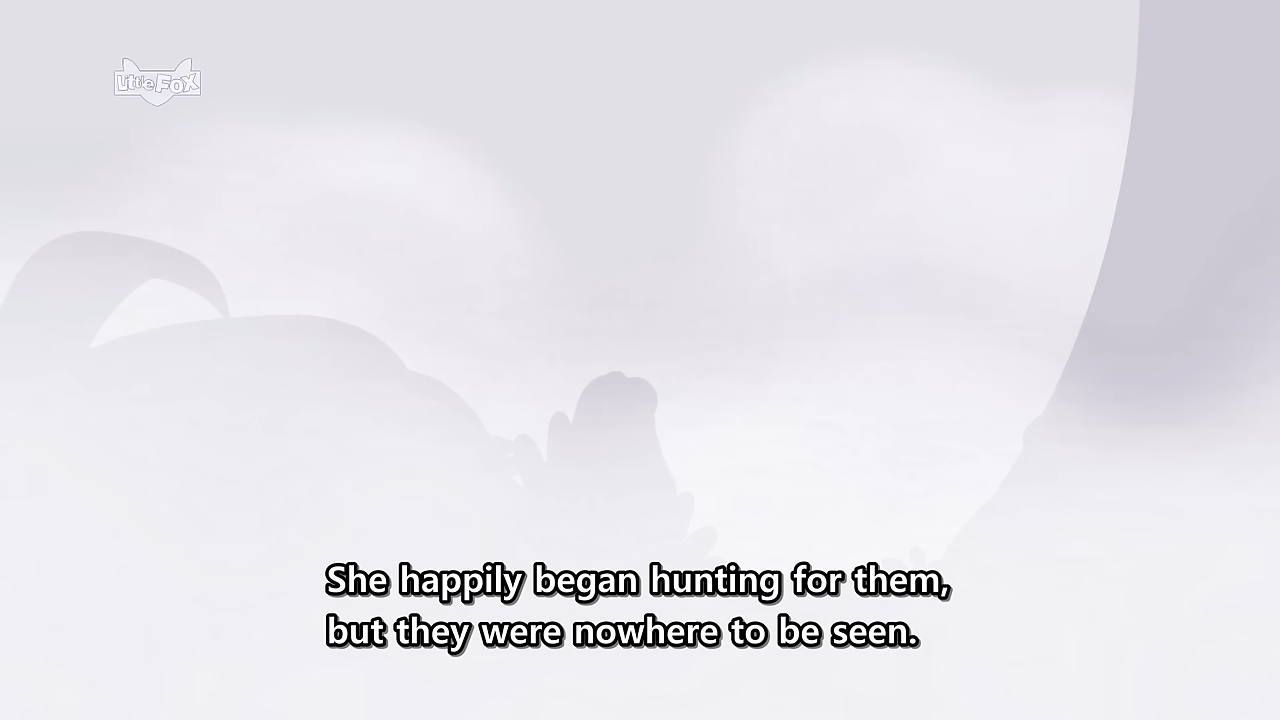 Little Fox
She happily began hunting for them,
but they were nowhere to be seen.